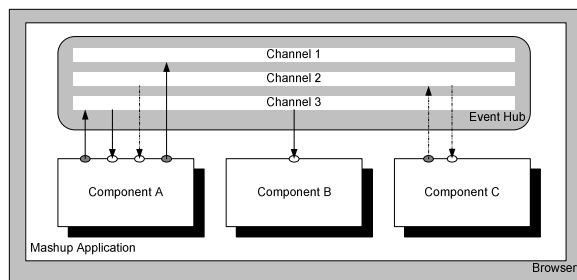 Channel 1
Channel 2
Channel 3
Event Hub
Component A
Component B
Component C
Mashup Application
Browser